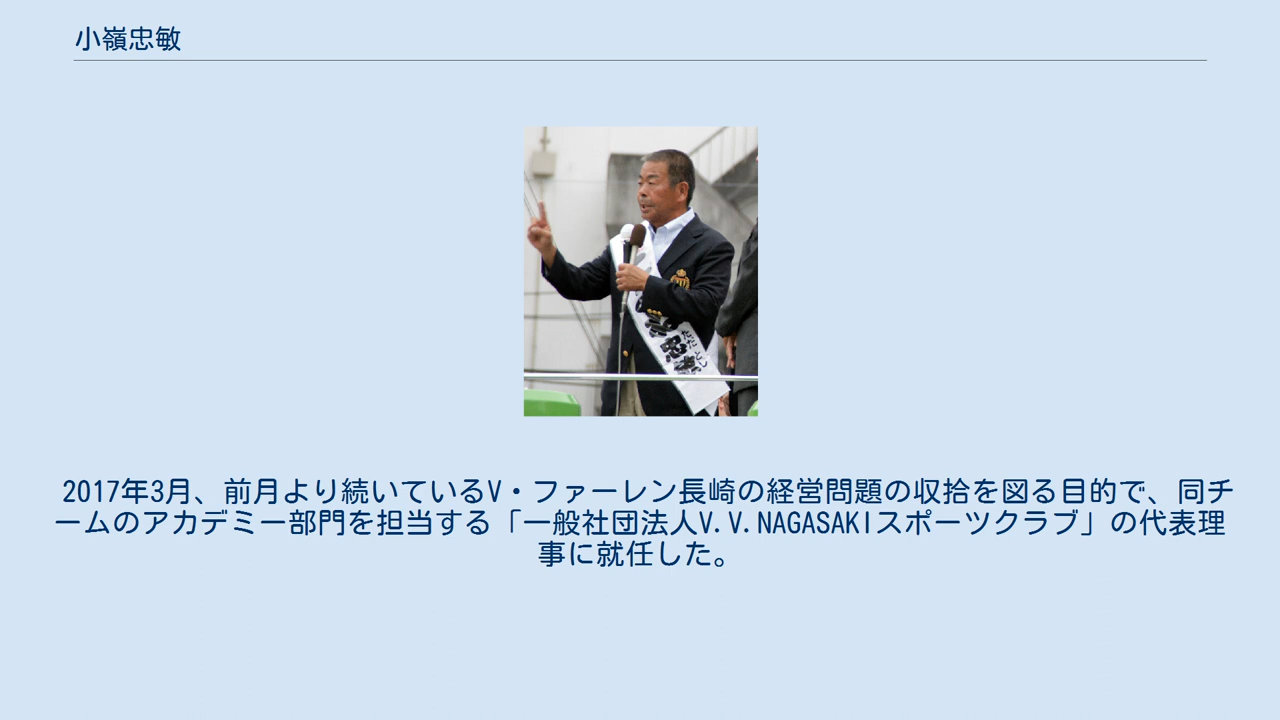 小嶺忠敏
ただとし
2017年3月、前月より続いているV・ファーレン長崎の経営問題の収拾を図る目的で、同チ
ームのアカデミー部門を担当する「一般社団法人V.V.NAGASAKIスポーツクラブ」の代表理
事に就任した。